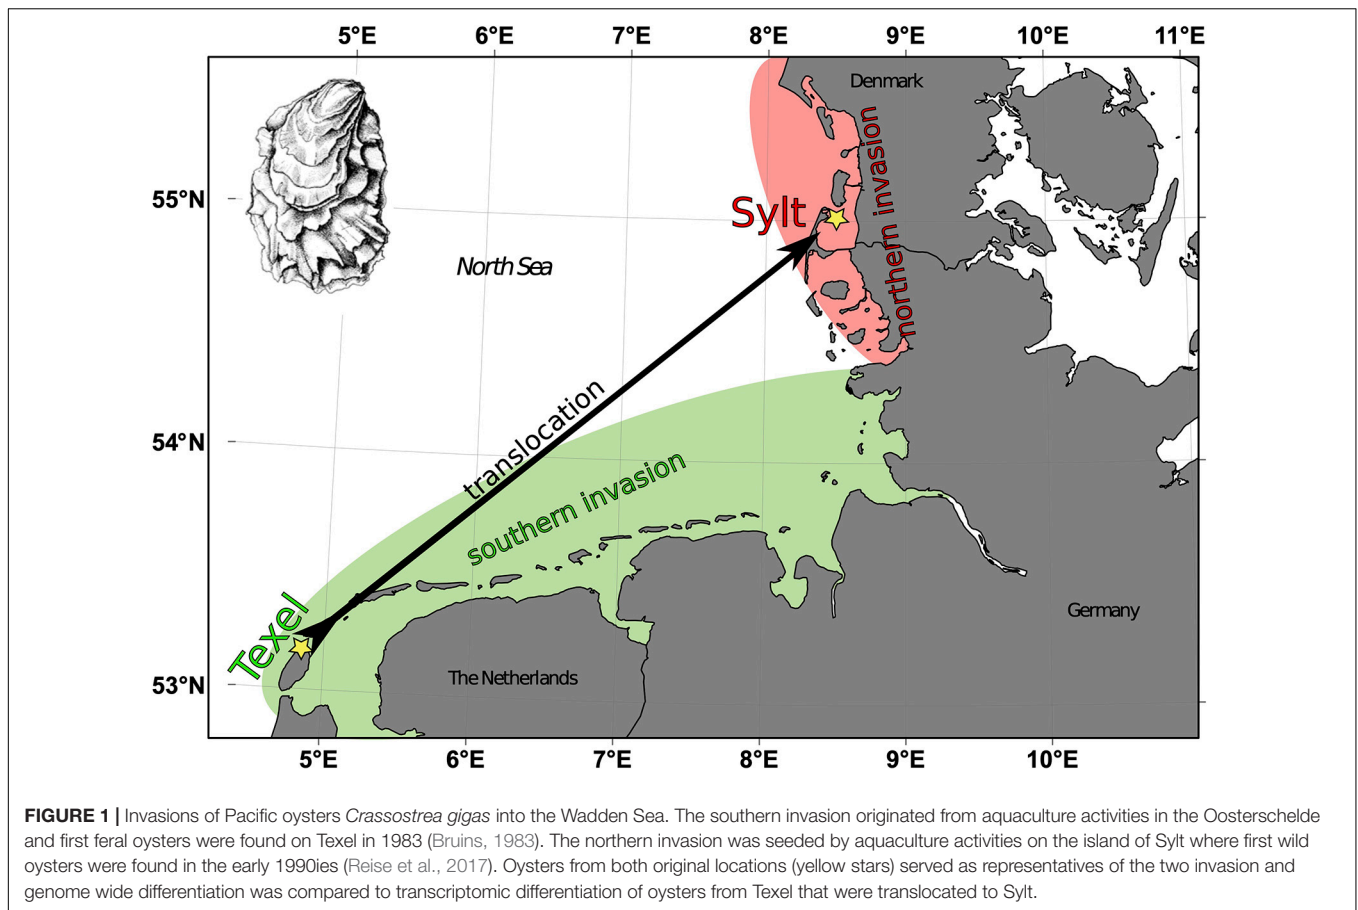 5°E 6°E 7°E 8°E 9°E 10°E 11°E
Denmark
northern invasion
55°N
Sylt
North Sea
translocation
54°N
southern invasion
Texel
Germany
The Netherlands
53°N
5°E 6°E 7°E 8°E 9°E 10°E
FIGURE 1 | Invasions of Pacific oysters Crassostrea gigas into the Wadden Sea. The southern invasion originated from aquaculture activities in the Oosterschelde
and first feral oysters were found on Texel in 1983 (Bruins, 1983). The northern invasion was seeded by aquaculture activities on the island of Sylt where first wild
oysters were found in the early 1990ies (Reise et al., 2017). Oysters from both original locations (yellow stars) served as representatives of the two invasion and
genome wide differentiation was compared to transcriptomic differentiation of oysters from Texel that were translocated to Sylt.